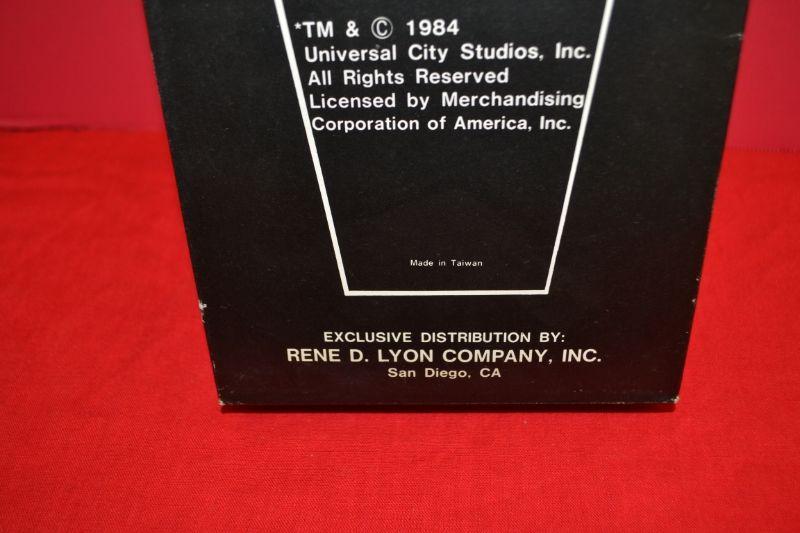 *TM & © 1984
Universal City Studios, Inc.
All Rights Reserved
Licensed by Merchandising
Corporation of America, Inc.
Made in Taiwan
EXCLUSIVE DISTRIBUTION BY:
RENE D. LYON COMPANY, INC.
San Diego, CA